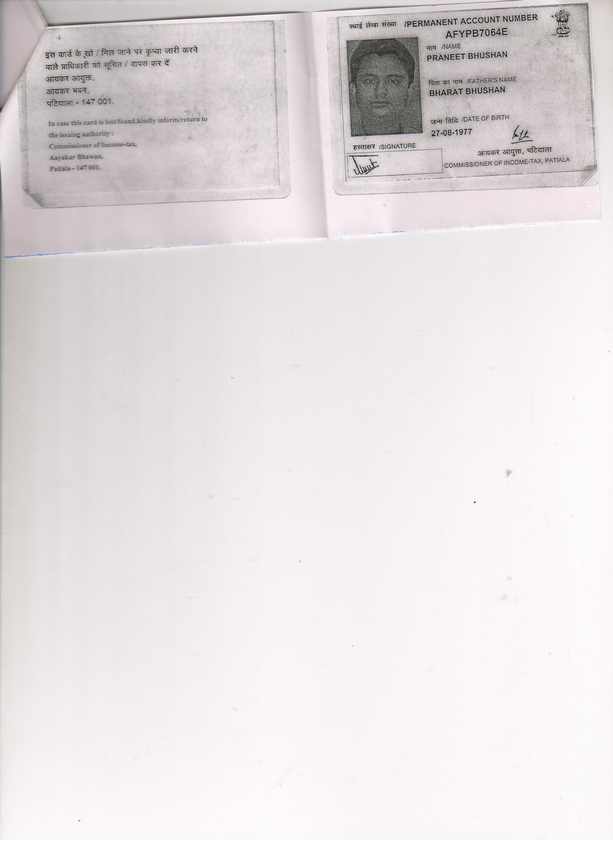 इस कार्ड के खो / मिल जाने पर कृप्या जारी करने
वाले प्राधिकारी को सूचित / वापस कर दें
आयकर आयुक्त,
आयकर भवन,
पटियाला - 147 001.
In case this card is lost/found,kindly inform/return to
the issuing authority :
Commissioner of Income-tax,
Aayakar Bhawan,
Patiala - 147 001.
स्थाई लेखा संख्या /PERMANENT ACCOUNT NUMBER
AFYPB7064E
नाम /NAME
PRANEET BHUSHAN
पिता का नाम /FATHER'S NAME
BHARAT BHUSHAN
जन्म तिथि /DATE OF BIRTH
27-08-1977
हस्ताक्षर /SIGNATURE
आयकर आयुक्त, पटियाला
COMMISSIONER OF INCOME-TAX, PATIALA